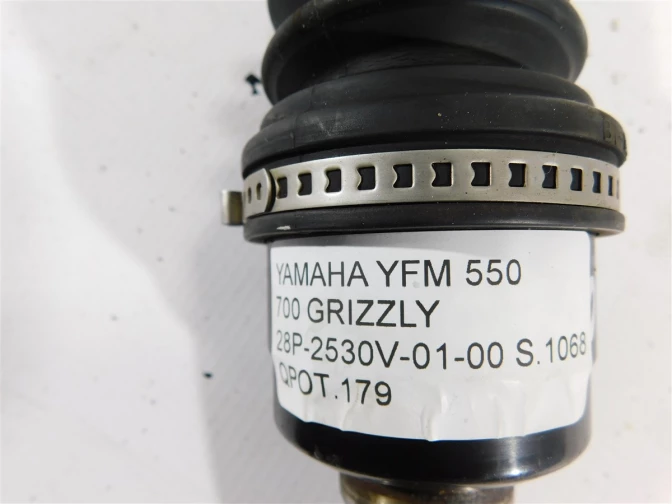 YAMAHA YFM 550
700 GRIZZLY
28P-2530V-01-00 S.1068
QPOT.179